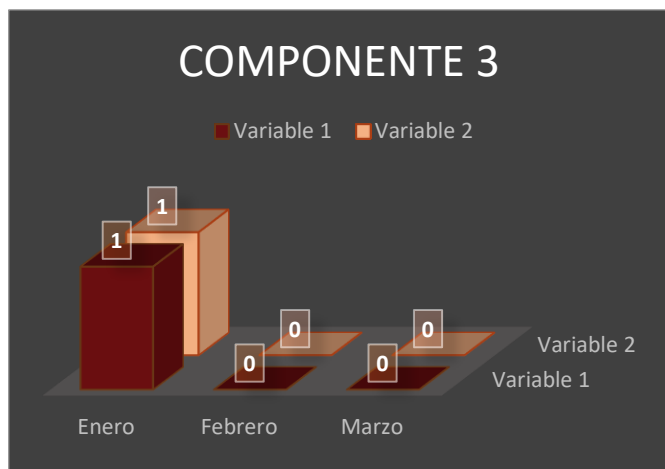 COMPONENTE 3
Variable 1 Variable 2
1
1
0
0
0
0
Variable 2
Variable 1
Enero Febrero Marzo